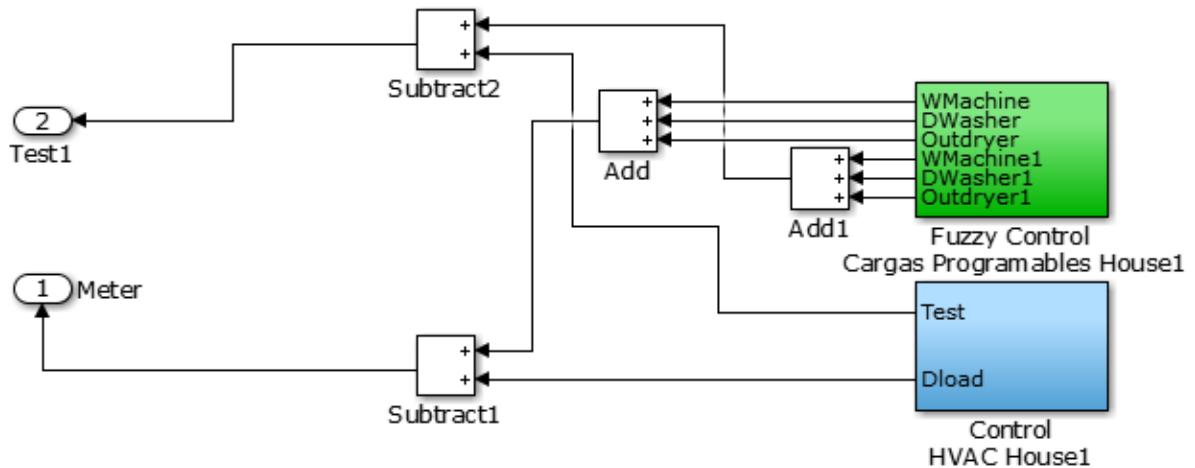 +
+
Subtract2
2
Test1
+
+
+
Add
WMachine
DWasher
Outdryer
WMachine1
DWasher1
Outdryer1
+
+
+
Add1
Fuzzy Control
Cargas Programables House1
1
Meter
+
+
Subtract1
Test
Dload
Control
HVAC House1